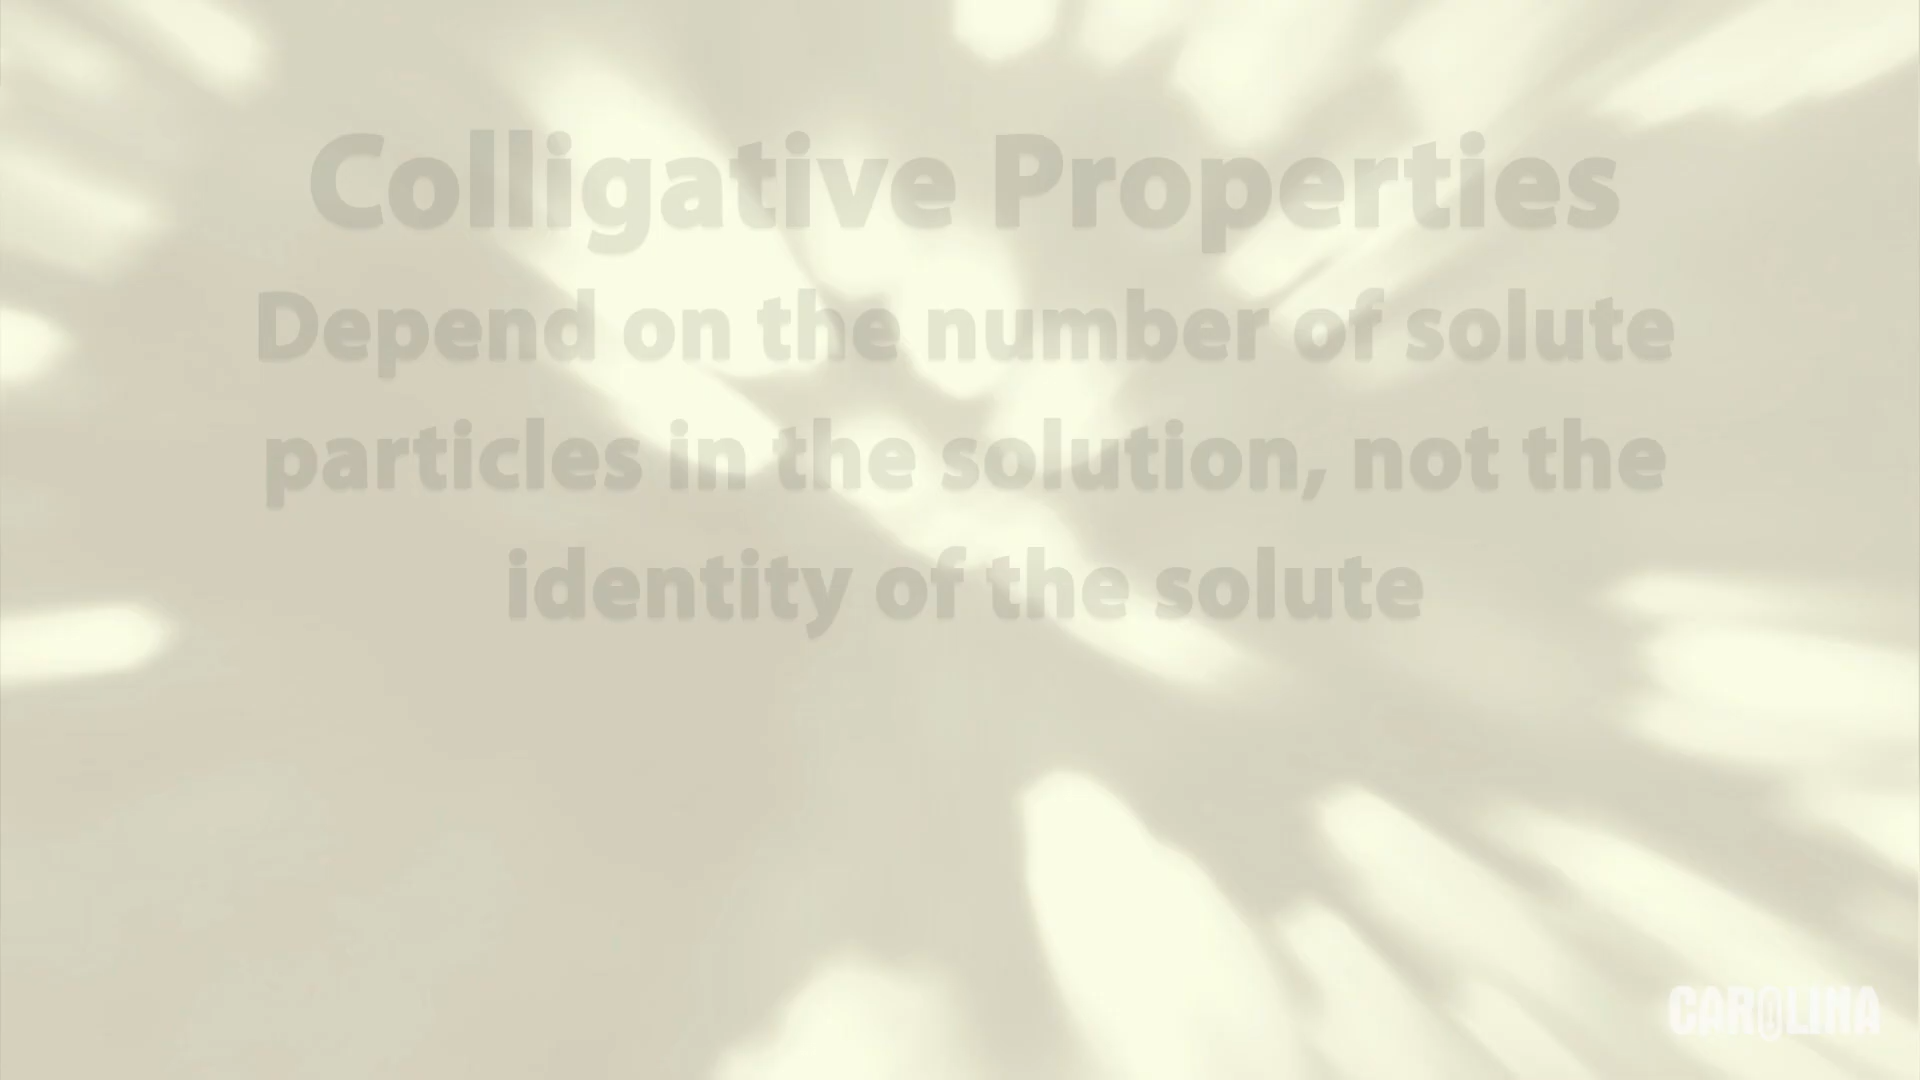 Colligative Properties
Depend on the number of solute
particles in the solution, not the
identity of the solute
CAROLINA